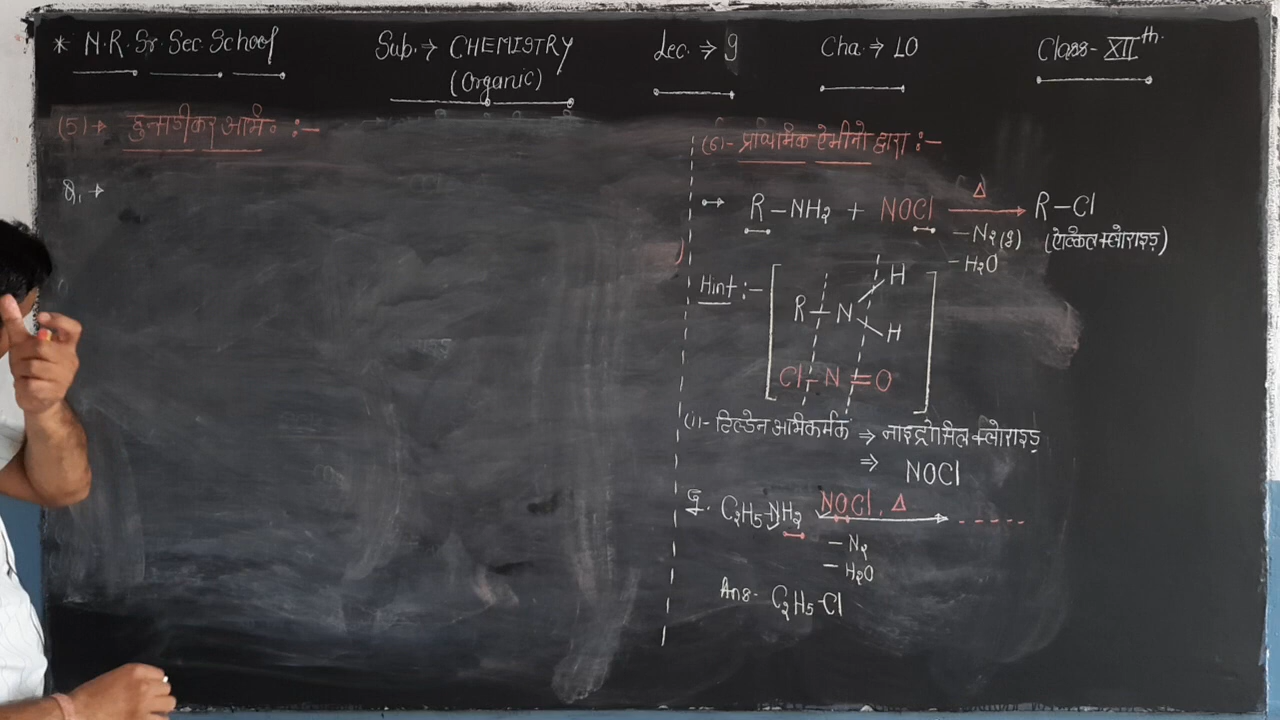 * N.R. Sr. Sec. School Sub. → CHEMISTRY (Organic) Lec. ⇒ 9 Cha. ⇒ 10 Class- XIIth.
(5) → हुन्सडीकर अभि. :-
Q. →
(6)- प्राथमिक ऐमीनो द्वारा :-
→ R-NH₂ + NOCl Δ → R-Cl
-N₂(g) (ऐल्किल क्लोराइड)
-H₂O
Hint :- [ R-N H
H
Cl-N=O ]
(1)- टिल्डेन अभिकर्मक ⇒ नाइट्रोसिल क्लोराइड
⇒ NOCl
C₂H₅-NH₂ NOCl, Δ → ------
- N₂
- H₂O
Ans- C₂H₅-Cl